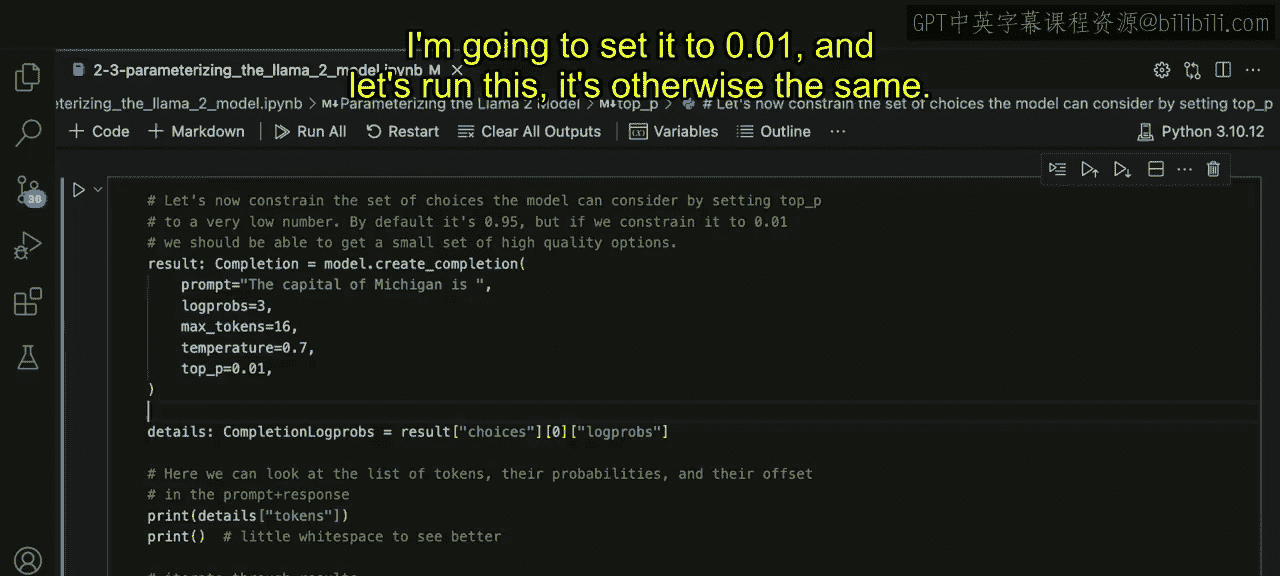 GPT中英字幕课程资源@bilibili.com
I'm going to set it to 0.01, and
let's run this, it's otherwise the same.
2-3-parameterizing_the_llama_2_model.ipynb M
eterizing_the_llama_2_model.ipynb > M↓Parameterizing the Llama 2 Model > M↓top_p > # Let's now constrain the set of choices the model can consider by setting top_p
+ Code + Markdown | Run All Restart Clear All Outputs | Variables Outline ... Python 3.10.12
30
# Let's now constrain the set of choices the model can consider by setting top_p
# to a very low number. By default it's 0.95, but if we constrain it to 0.01
# we should be able to get a small set of high quality options.
result: Completion = model.create_completion(
prompt="The capital of Michigan is ",
logprobs=3,
max_tokens=16,
temperature=0.7,
top_p=0.01,
)
details: CompletionLogprobs = result["choices"][0]["logprobs"]
# Here we can look at the list of tokens, their probabilities, and their offset
# in the prompt+response
print(details["tokens"])
print() # little whitespace to see better